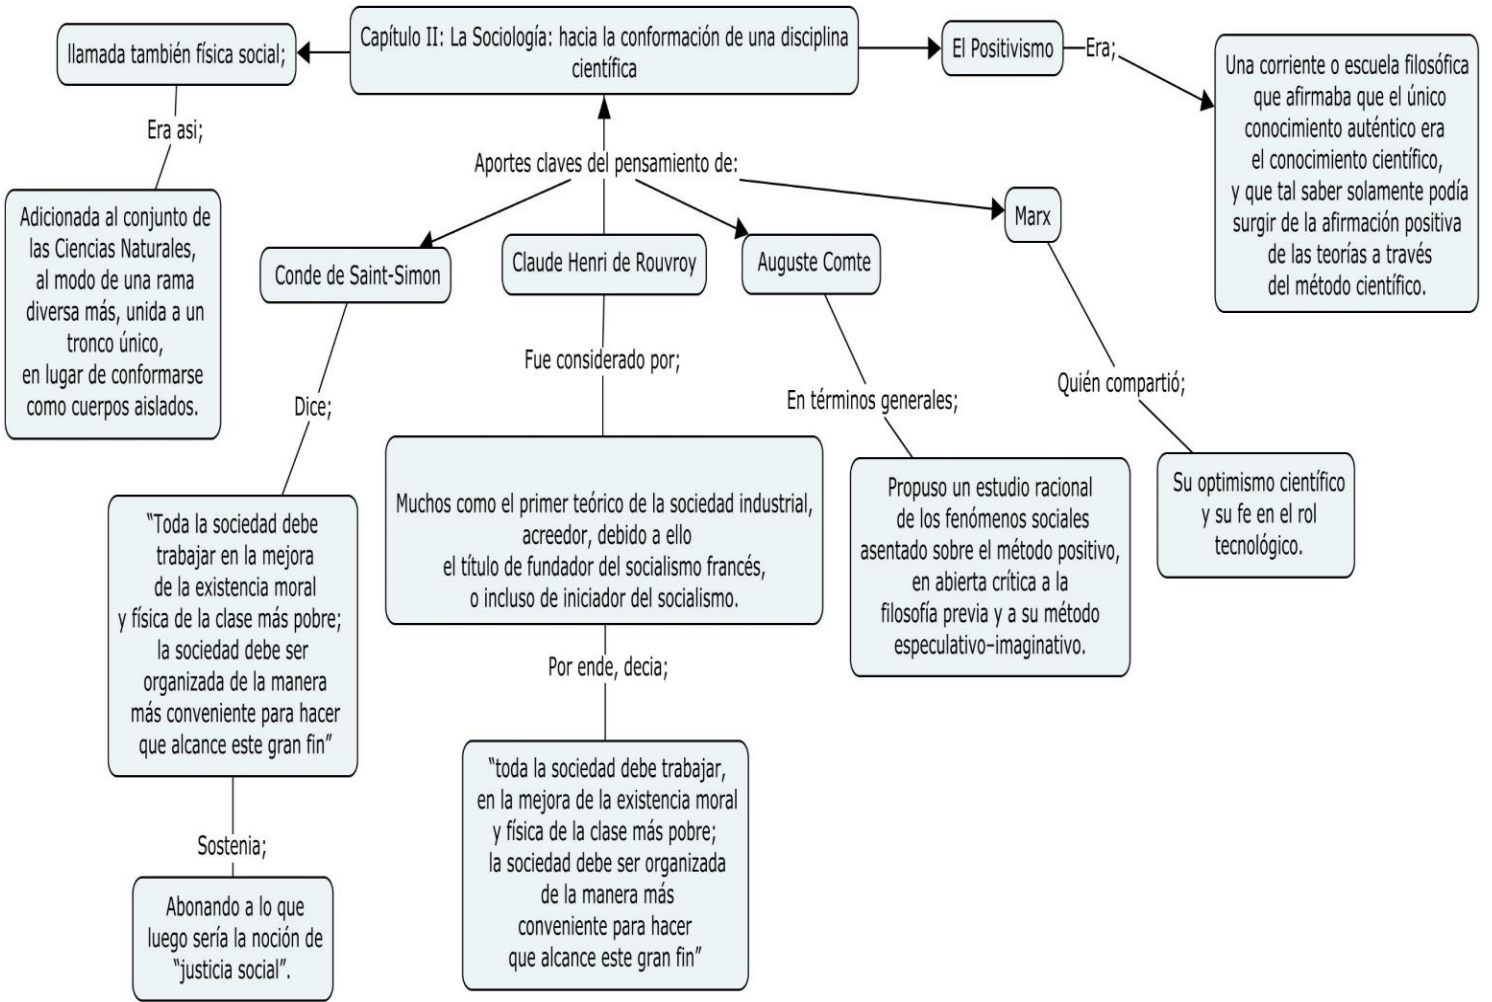 Capítulo II: La Sociología: hacia la conformación de una disciplina
científica
llamada también física social;
Era asi;
Adicionada al conjunto de
las Ciencias Naturales,
al modo de una rama
diversa más, unida a un
tronco único,
en lugar de conformarse
como cuerpos aislados.
El Positivismo
Era;
Una corriente o escuela filosófica
que afirmaba que el único
conocimiento auténtico era
el conocimiento científico,
y que tal saber solamente podía
surgir de la afirmación positiva
de las teorías a través
del método científico.
Aportes claves del pensamiento de:
Conde de Saint-Simon
Dice;
“Toda la sociedad debe
trabajar en la mejora
de la existencia moral
y física de la clase más pobre;
la sociedad debe ser
organizada de la manera
más conveniente para hacer
que alcance este gran fin”
Sostenia;
Abonando a lo que
luego sería la noción de
“justicia social”.
Claude Henri de Rouvroy
Fue considerado por;
Muchos como el primer teórico de la sociedad industrial,
acreedor, debido a ello
el título de fundador del socialismo francés,
o incluso de iniciador del socialismo.
Por ende, decia;
“toda la sociedad debe trabajar,
en la mejora de la existencia moral
y física de la clase más pobre;
la sociedad debe ser organizada
de la manera más
conveniente para hacer
que alcance este gran fin”
Auguste Comte
En términos generales;
Propuso un estudio racional
de los fenómenos sociales
asentado sobre el método positivo,
en abierta crítica a la
filosofía previa y a su método
especulativo–imaginativo.
Marx
Quién compartió;
Su optimismo científico
y su fe en el rol
tecnológico.